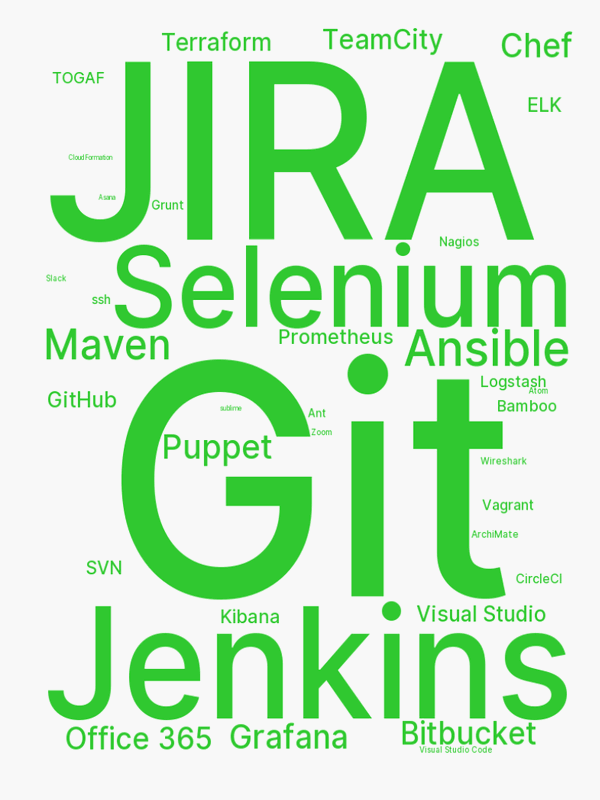 Terraform
TeamCity
Chef
TOGAF
JIRA
ELK
CloudFormation
Asana
Grunt
Nagios
Selenium
Slack
ssh
Maven
Prometheus
Ansible
Git
Logstash
Atom
GitHub
Bamboo
sublime
Ant
Zoom
Puppet
Wireshark
Vagrant
ArchiMate
SVN
CircleCI
Kibana
Visual Studio
Jenkins
Office 365
Grafana
Bitbucket
Visual Studio Code